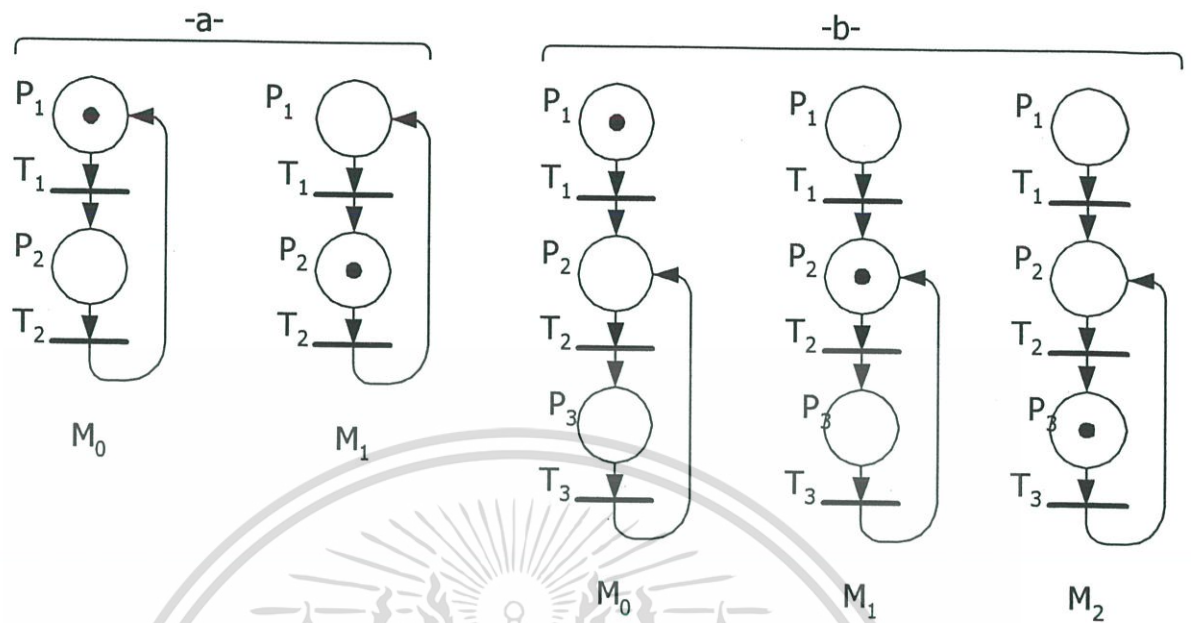 -a-
P₁
T₁
P₂
T₂
M₀
P₁
T₁
P₂
T₂
M₁
-b-
P₁
T₁
P₂
T₂
P₃
T₃
M₀
P₁
T₁
P₂
T₂
P₃
T₃
M₁
P₁
T₁
P₂
T₂
P₃
T₃
M₂